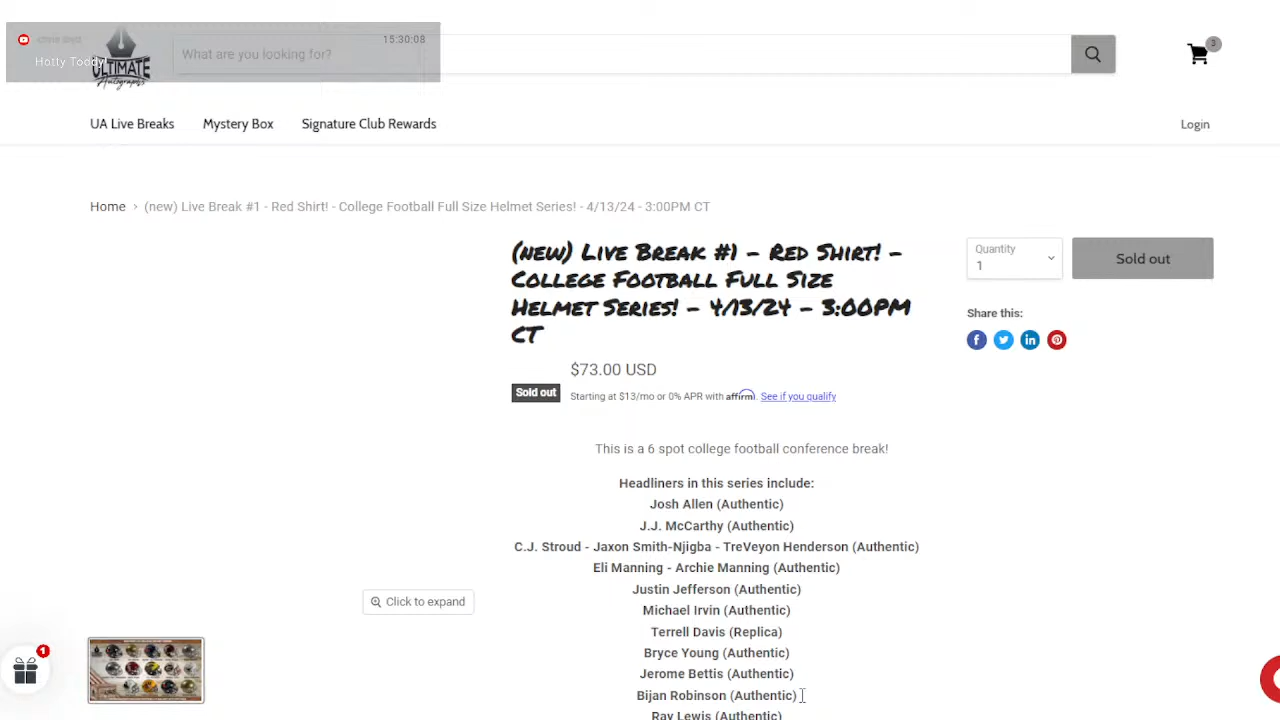 15:30:08
Hotty Toddy!
ULTIMATE
Autographs
What are you looking for?
3
UA Live Breaks
Mystery Box
Signature Club Rewards
Login
Home › (new) Live Break #1 - Red Shirt! - College Football Full Size Helmet Series! - 4/13/24 - 3:00PM CT
(new) Live Break #1 - Red Shirt! -
College Football Full Size
Helmet Series! - 4/13/24 - 3:00PM
CT
Quantity
1
Sold out
Share this:
$73.00 USD
Sold out
Starting at $13/mo or 0% APR with affirm. See if you qualify
This is a 6 spot college football conference break!
Headliners in this series include:
Josh Allen (Authentic)
J.J. McCarthy (Authentic)
C.J. Stroud - Jaxon Smith-Njigba - TreVeyon Henderson (Authentic)
Eli Manning - Archie Manning (Authentic)
Justin Jefferson (Authentic)
Michael Irvin (Authentic)
Terrell Davis (Replica)
Bryce Young (Authentic)
Jerome Bettis (Authentic)
Bijan Robinson (Authentic)
Ray Lewis (Authentic)
Click to expand
1